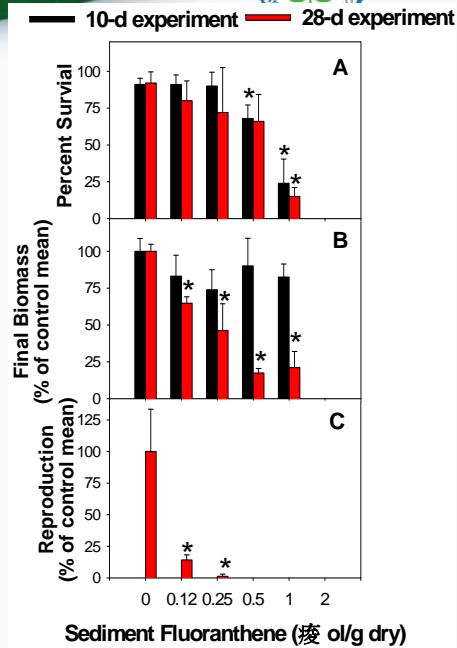 10-d experiment 28-d experiment
A
Percent Survial
100
75
50
25
0
* * *
B
Final Biomass
(% of control mean)
100
75
50
25
0
* * * *
C
Reproduction
(% of control mean)
125
100
75
50
25
0
* *
0 0.12 0.25 0.5 1 2
Sediment Fluoranthene (痿 ol/g dry)